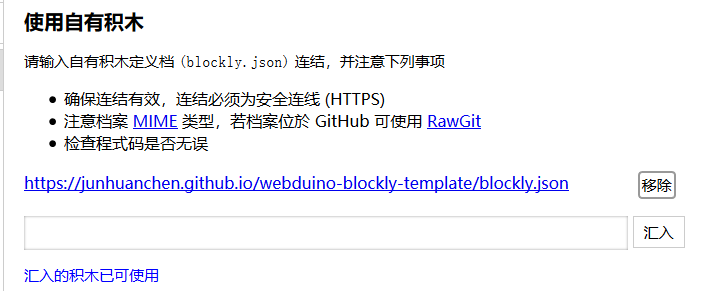 使用自有积木
请输入自有积木定义档 (blockly.json) 连结，并注意下列事项
确保连结有效，连结必须为安全连线 (HTTPS)
注意档案 MIME 类型，若档案位於 GitHub 可使用 RawGit
检查程式码是否无误
https://junhuanchen.github.io/webduino-blockly-template/blockly.json 移除
汇入
汇入的积木已可使用